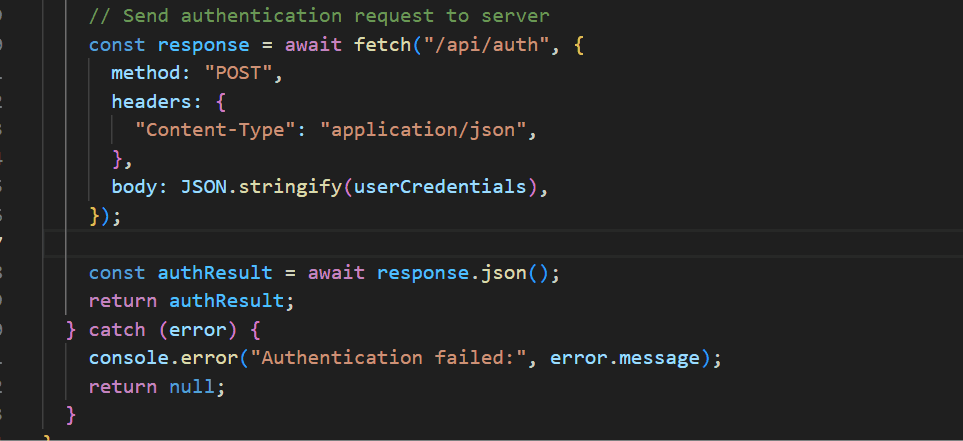 // Send authentication request to server
const response = await fetch("/api/auth", {
method: "POST",
headers: {
"Content-Type": "application/json",
},
body: JSON.stringify(userCredentials),
});
const authResult = await response.json();
return authResult;
} catch (error) {
console.error("Authentication failed:", error.message);
return null;
}